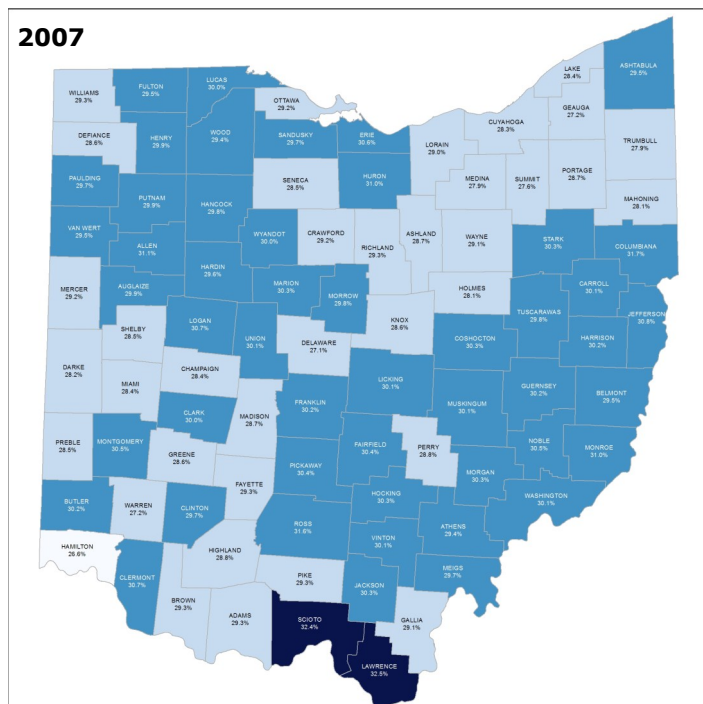 2007
LAKE
28.4%
ASHTABULA
29.5%
LUCAS
30.0%
FULTON
29.5%
WILLIAMS
29.3%
OTTAWA
29.2%
GEAUGA
27.2%
CUYAHOGA
28.3%
DEFIANCE
28.6%
HENRY
29.9%
WOOD
29.4%
SANDUSKY
29.7%
ERIE
30.6%
LORAIN
29.0%
TRUMBULL
27.9%
PAULDING
29.7%
SENECA
28.5%
HURON
31.0%
MEDINA
27.9%
SUMMIT
27.6%
PORTAGE
28.7%
PUTNAM
29.9%
HANCOCK
29.8%
MAHONING
28.1%
VAN WERT
29.5%
WYANDOT
30.0%
CRAWFORD
29.2%
RICHLAND
29.3%
ASHLAND
28.7%
WAYNE
29.1%
STARK
30.3%
COLUMBIANA
31.7%
ALLEN
31.1%
HARDIN
29.6%
MERCER
29.2%
AUGLAIZE
29.9%
MARION
30.3%
MORROW
29.8%
HOLMES
28.1%
CARROLL
30.1%
TUSCARAWAS
29.8%
JEFFERSON
30.8%
SHELBY
28.5%
LOGAN
30.7%
UNION
30.1%
DELAWARE
27.1%
KNOX
28.6%
COSHOCTON
30.3%
HARRISON
30.2%
DARKE
28.2%
MIAMI
28.4%
CHAMPAIGN
28.4%
LICKING
30.1%
GUERNSEY
30.2%
BELMONT
29.5%
CLARK
30.0%
MADISON
28.7%
FRANKLIN
30.2%
MUSKINGUM
30.1%
PREBLE
28.5%
MONTGOMERY
30.5%
GREENE
28.6%
FAIRFIELD
30.4%
PERRY
28.8%
NOBLE
30.5%
MONROE
31.0%
PICKAWAY
30.4%
MORGAN
30.3%
FAYETTE
29.3%
BUTLER
30.2%
WARREN
27.2%
CLINTON
29.7%
HOCKING
30.3%
WASHINGTON
30.1%
ROSS
31.6%
ATHENS
29.4%
HAMILTON
26.6%
HIGHLAND
28.8%
VINTON
30.1%
CLERMONT
30.7%
MEIGS
29.7%
PIKE
29.3%
JACKSON
30.3%
BROWN
29.3%
ADAMS
29.3%
GALLIA
29.1%
SCIOTO
32.4%
LAWRENCE
32.5%